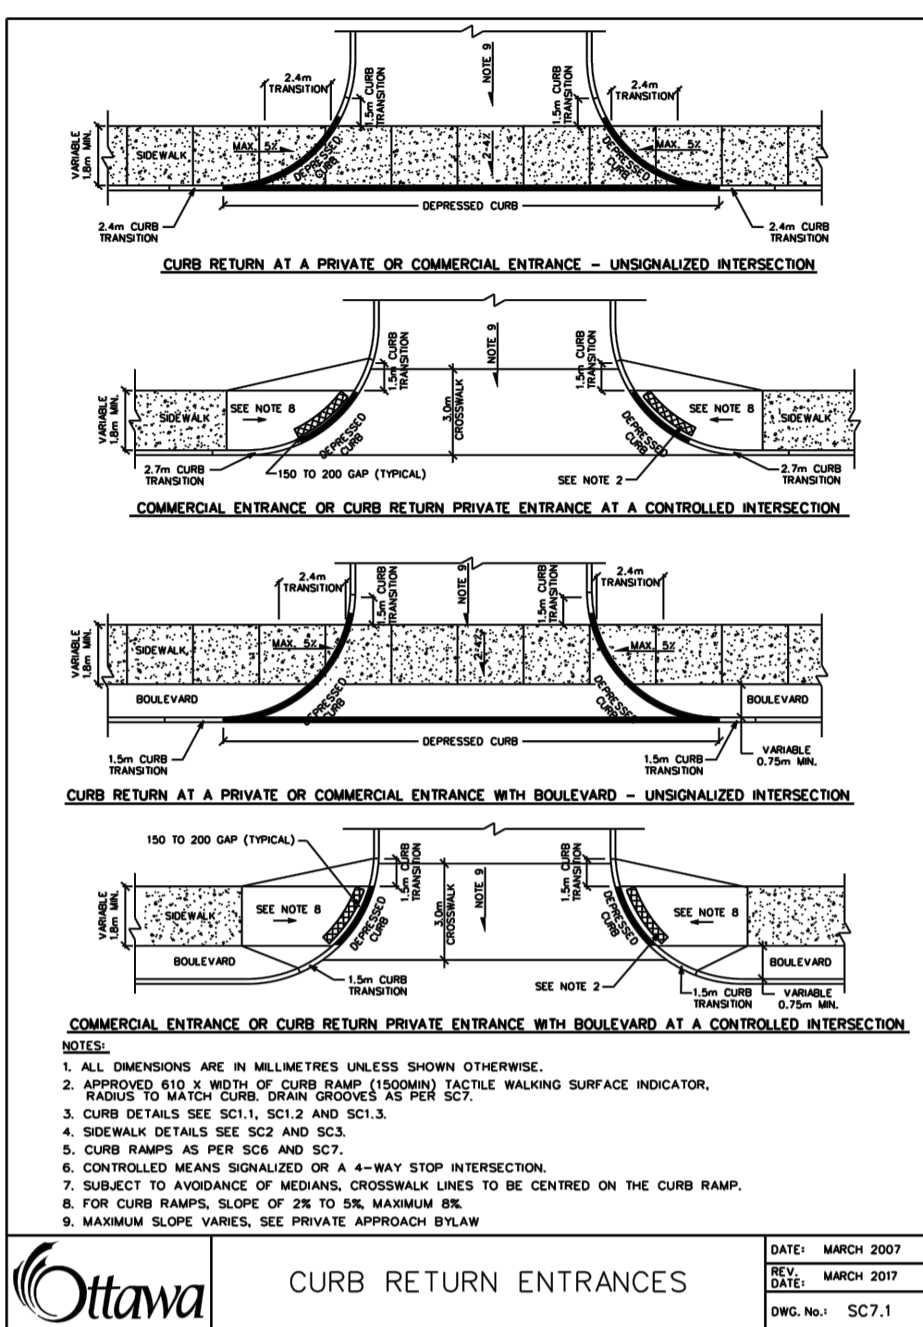 2.4m
TRANSITION
1.5m CURB
TRANSITION
NOTE 9
1.5m CURB
TRANSITION
2.4m
TRANSITION
VARIABLE
1.8m MIN.
SIDEWALK
MAX. 5%
DEPRESSED
CURB
2-4%
DEPRESSED
CURB
MAX. 5%
2.4m CURB
TRANSITION
DEPRESSED CURB
2.4m CURB
TRANSITION
CURB RETURN AT A PRIVATE OR COMMERCIAL ENTRANCE - UNSIGNALIZED INTERSECTION
1.5m CURB
TRANSITION
NOTE 9
1.5m CURB
TRANSITION
VARIABLE
1.8m MIN.
SIDEWALK
SEE NOTE 8
DEPRESSED
CURB
3.0m
CROSSWALK
DEPRESSED
CURB
SEE NOTE 8
SIDEWALK
2.7m CURB
TRANSITION
150 TO 200 GAP (TYPICAL)
SEE NOTE 2
2.7m CURB
TRANSITION
COMMERCIAL ENTRANCE OR CURB RETURN PRIVATE ENTRANCE AT A CONTROLLED INTERSECTION
2.4m
TRANSITION
1.5m CURB
TRANSITION
NOTE 9
1.5m CURB
TRANSITION
2.4m
TRANSITION
VARIABLE
1.8m MIN.
SIDEWALK
MAX. 5%
2-4%
MAX. 5%
BOULEVARD
DEPRESSED
CURB
DEPRESSED
CURB
BOULEVARD
1.5m CURB
TRANSITION
DEPRESSED CURB
1.5m CURB
TRANSITION
VARIABLE
0.75m MIN.
CURB RETURN AT A PRIVATE OR COMMERCIAL ENTRANCE WITH BOULEVARD - UNSIGNALIZED INTERSECTION
150 TO 200 GAP (TYPICAL)
1.5m CURB
TRANSITION
NOTE 9
1.5m CURB
TRANSITION
VARIABLE
1.8m MIN.
SIDEWALK
SEE NOTE 8
DEPRESSED
CURB
3.0m
CROSSWALK
DEPRESSED
CURB
SEE NOTE 8
BOULEVARD
BOULEVARD
1.5m CURB
TRANSITION
SEE NOTE 2
1.5m CURB
TRANSITION
VARIABLE
0.75m MIN.
COMMERCIAL ENTRANCE OR CURB RETURN PRIVATE ENTRANCE WITH BOULEVARD AT A CONTROLLED INTERSECTION
NOTES:
1. ALL DIMENSIONS ARE IN MILLIMETRES UNLESS SHOWN OTHERWISE.
2. APPROVED 610 X WIDTH OF CURB RAMP (1500MIN) TACTILE WALKING SURFACE INDICATOR,
RADIUS TO MATCH CURB. DRAIN GROOVES AS PER SC7.
3. CURB DETAILS SEE SC1.1, SC1.2 AND SC1.3.
4. SIDEWALK DETAILS SEE SC2 AND SC3.
5. CURB RAMPS AS PER SC6 AND SC7.
6. CONTROLLED MEANS SIGNALIZED OR A 4-WAY STOP INTERSECTION.
7. SUBJECT TO AVOIDANCE OF MEDIANS, CROSSWALK LINES TO BE CENTRED ON THE CURB RAMP.
8. FOR CURB RAMPS, SLOPE OF 2% TO 5%, MAXIMUM 8%.
9. MAXIMUM SLOPE VARIES, SEE PRIVATE APPROACH BYLAW
Ottawa
CURB RETURN ENTRANCES
DATE: MARCH 2007
REV.
DATE: MARCH 2017
DWG. No.: SC7.1